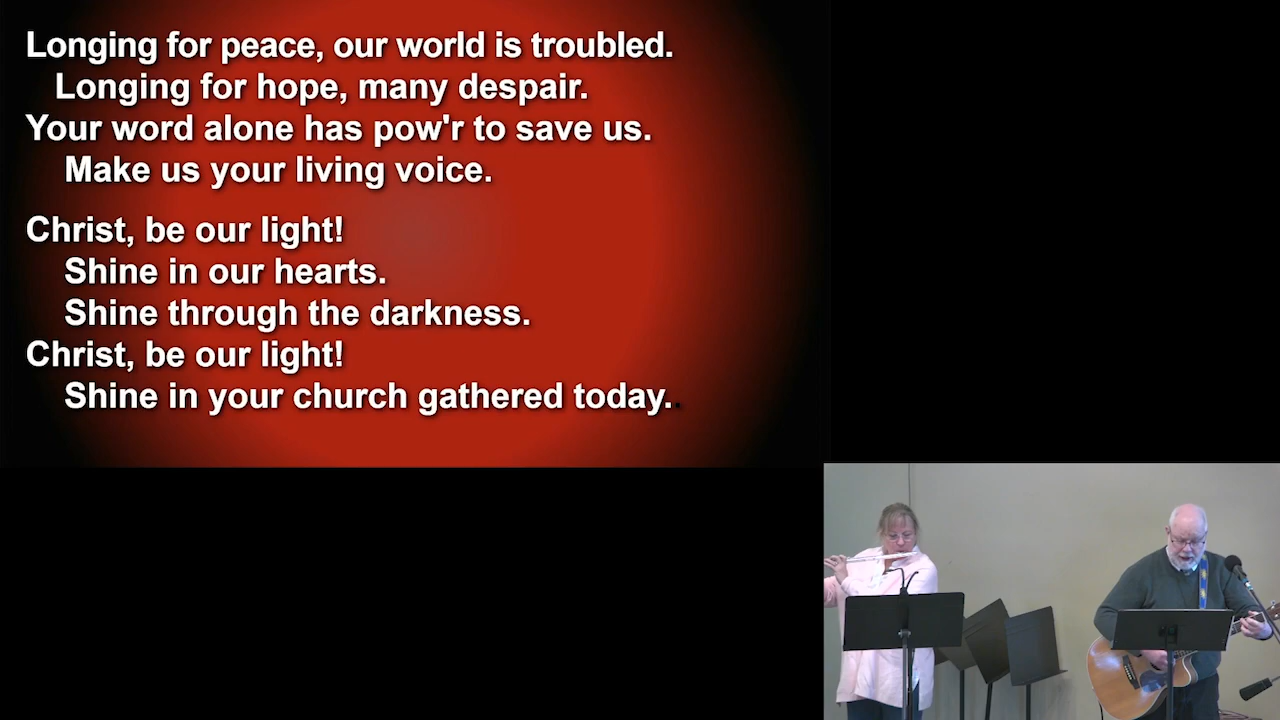 Longing for peace, our world is troubled.
Longing for hope, many despair.
Your word alone has pow'r to save us.
Make us your living voice.
Christ, be our light!
Shine in our hearts.
Shine through the darkness.
Christ, be our light!
Shine in your church gathered today..